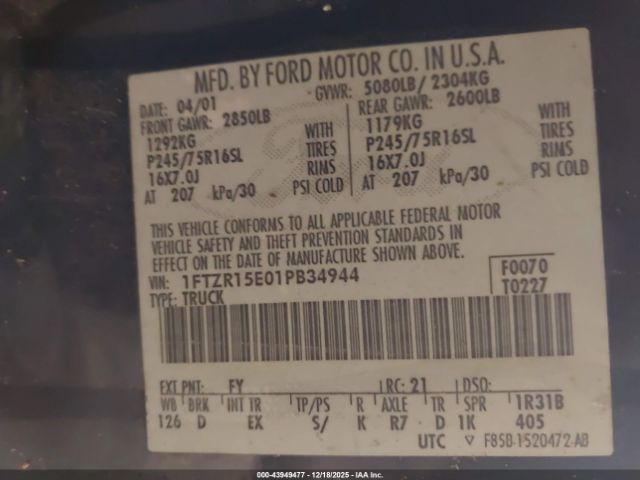 MFD. BY FORD MOTOR CO. IN U.S.A.
DATE: 04/01 GVWR: 5080LB/ 2304KG
FRONT GAWR: 2850LB REAR GAWR: 2600LB
1292KG WITH 1179KG WITH
P245/75R16SL TIRES P245/75R16SL TIRES
16X7.0J RIMS 16X7.0J RIMS
AT 207 kPa/30 PSI COLD AT 207 kPa/30 PSI COLD
THIS VEHICLE CONFORMS TO ALL APPLICABLE FEDERAL MOTOR
VEHICLE SAFETY AND THEFT PREVENTION STANDARDS IN
EFFECT ON THE DATE OF MANUFACTURE SHOWN ABOVE.
VIN: 1FTZR15E01PB34944 F0070
TYPE: TRUCK T0227
EXT PNT: FY RC: 21 DSO:
WB BRK INT TR TP/PS R AXLE TR SPR 1R31B
126 D EX S/ K R7 D 1K 405
UTC ▽ F85B-1520472-AB
© 43949477 - 12/18/2025 - IAAI.COM